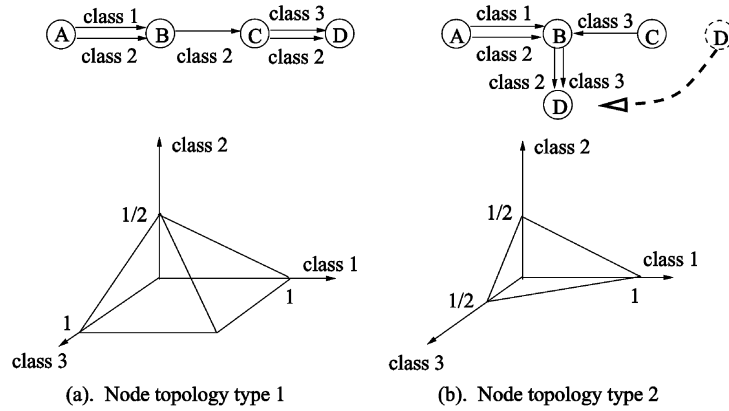 class 1
A B C D
class 2 class 2 class 3 class 2
class 1
A B C D
class 2 class 3
class 2 class 3
D
class 2
1/2
class 1
1
1
class 3
(a). Node topology type 1
class 2
1/2
class 1
1/2
1
class 3
(b). Node topology type 2